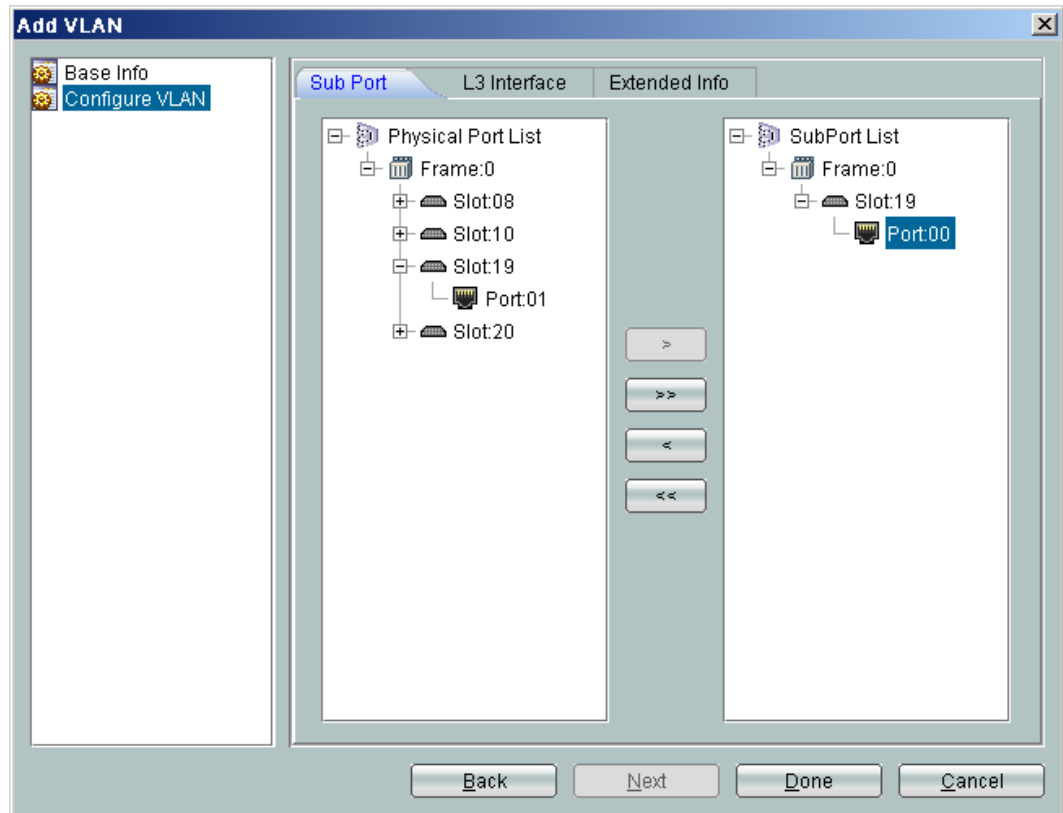 Add VLAN
Base Info
Configure VLAN
Sub Port
L3 Interface
Extended Info
Physical Port List
Frame:0
Slot:08
Slot:10
Slot:19
Port:01
Slot:20
>
>>
<
<<
SubPort List
Frame:0
Slot:19
Port:00
Back
Next
Done
Cancel